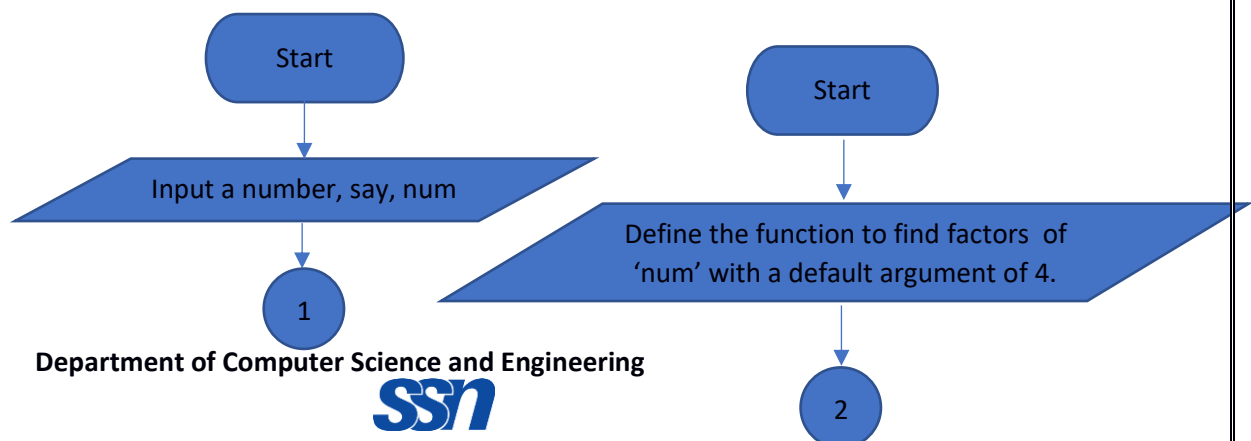 Start
Input a number, say, num
1
Start
Define the function to find factors of
‘num’ with a default argument of 4.
2
Department of Computer Science and Engineering
ssn